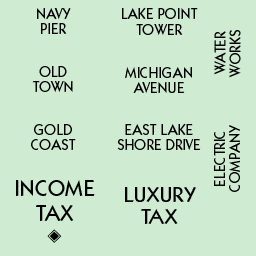 NAVY
PIER
LAKE POINT
TOWER
WATER
WORKS
OLD
TOWN
MICHIGAN
AVENUE
GOLD
COAST
EAST LAKE
SHORE DRIVE
ELECTRIC
COMPANY
INCOME
TAX
LUXURY
TAX